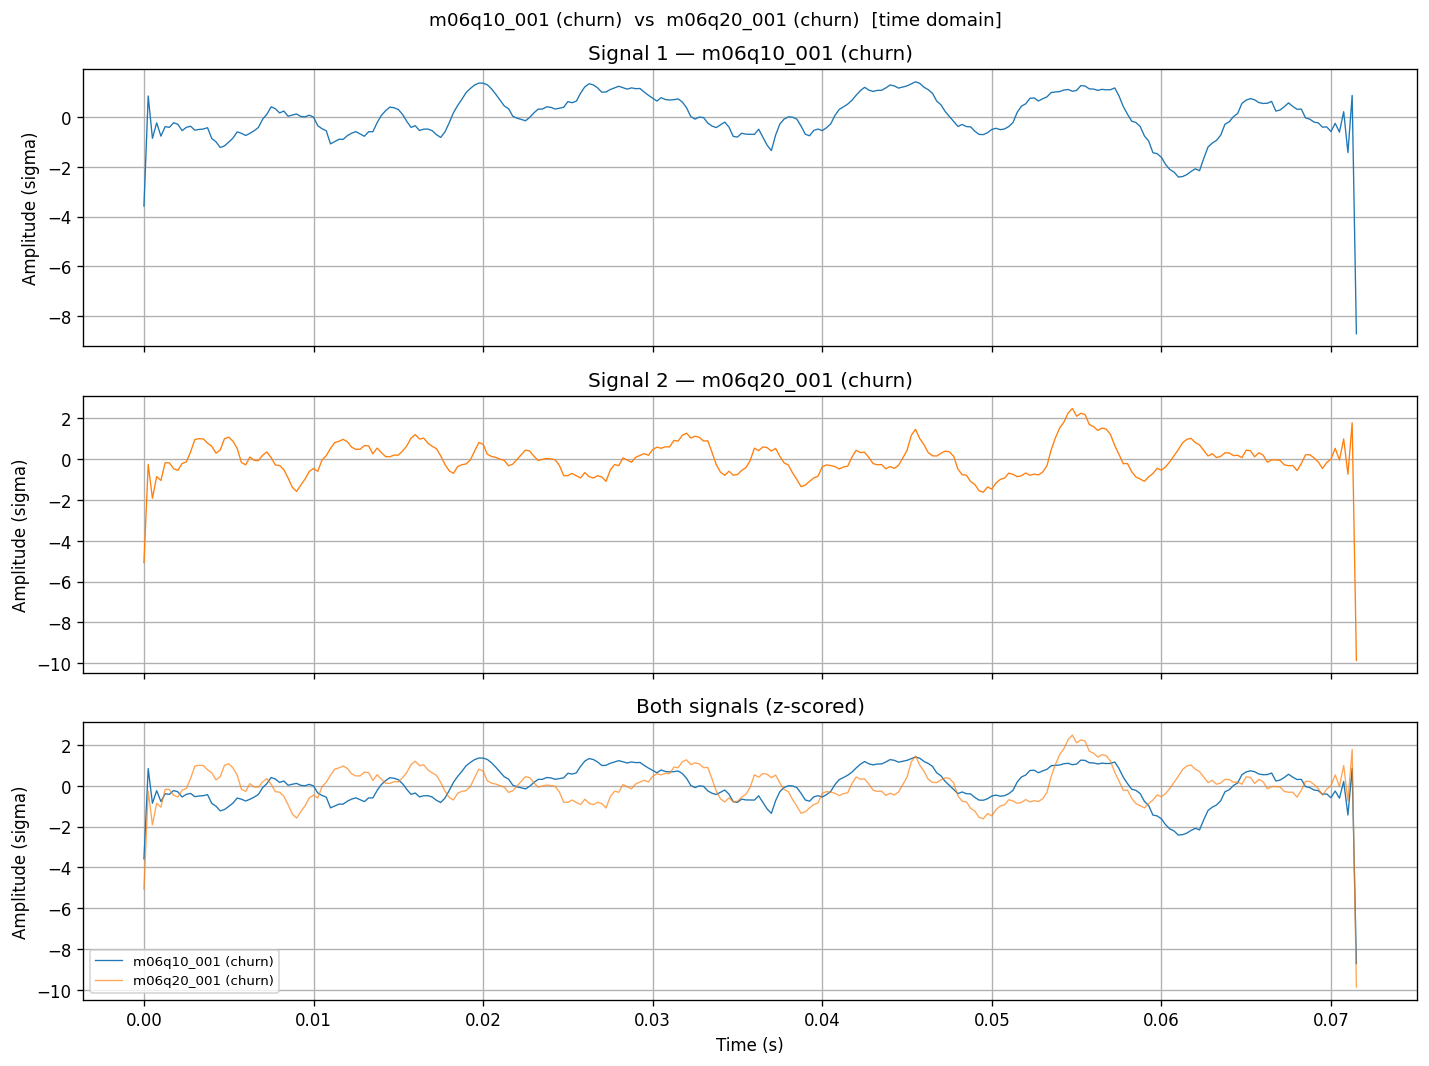 m06q10_001 (churn)  vs  m06q20_001 (churn)  [time domain]
Signal 1 — m06q10_001 (churn)
Amplitude (sigma)
0
−2
−4
−6
−8
Signal 2 — m06q20_001 (churn)
Amplitude (sigma)
2
0
−2
−4
−6
−8
−10
Both signals (z-scored)
Amplitude (sigma)
2
0
−2
−4
−6
−8
−10
m06q10_001 (churn)
m06q20_001 (churn)
0.00 0.01 0.02 0.03 0.04 0.05 0.06 0.07
Time (s)